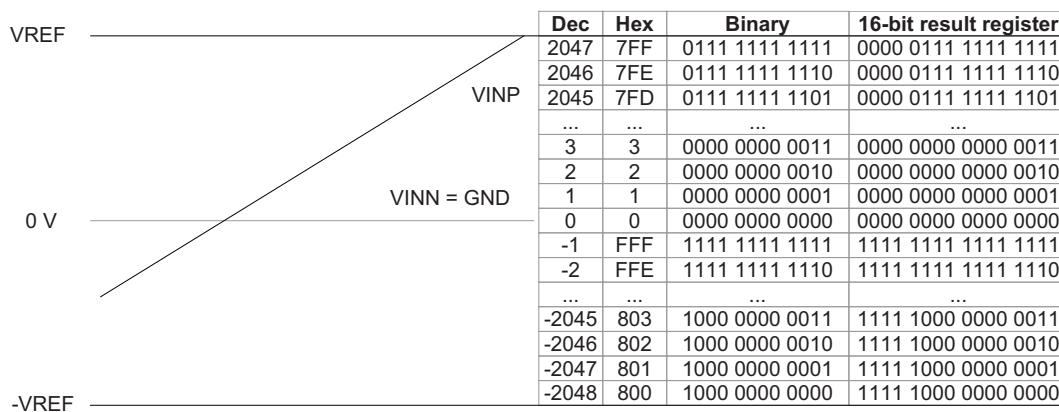 VREF
VINP
VINN = GND
0 V
-VREF
Dec Hex Binary 16-bit result register
2047 7FF 0111 1111 1111 0000 0111 1111 1111
2046 7FE 0111 1111 1110 0000 0111 1111 1110
2045 7FD 0111 1111 1101 0000 0111 1111 1101
... ... ... ...
3 3 0000 0000 0011 0000 0000 0000 0011
2 2 0000 0000 0010 0000 0000 0000 0010
1 1 0000 0000 0001 0000 0000 0000 0001
0 0 0000 0000 0000 0000 0000 0000 0000
-1 FFF 1111 1111 1111 1111 1111 1111 1111
-2 FFE 1111 1111 1110 1111 1111 1111 1110
... ... ... ...
-2045 803 1000 0000 0011 1111 1000 0000 0011
-2046 802 1000 0000 0010 1111 1000 0000 0010
-2047 801 1000 0000 0001 1111 1000 0000 0001
-2048 800 1000 0000 0000 1111 1000 0000 0000